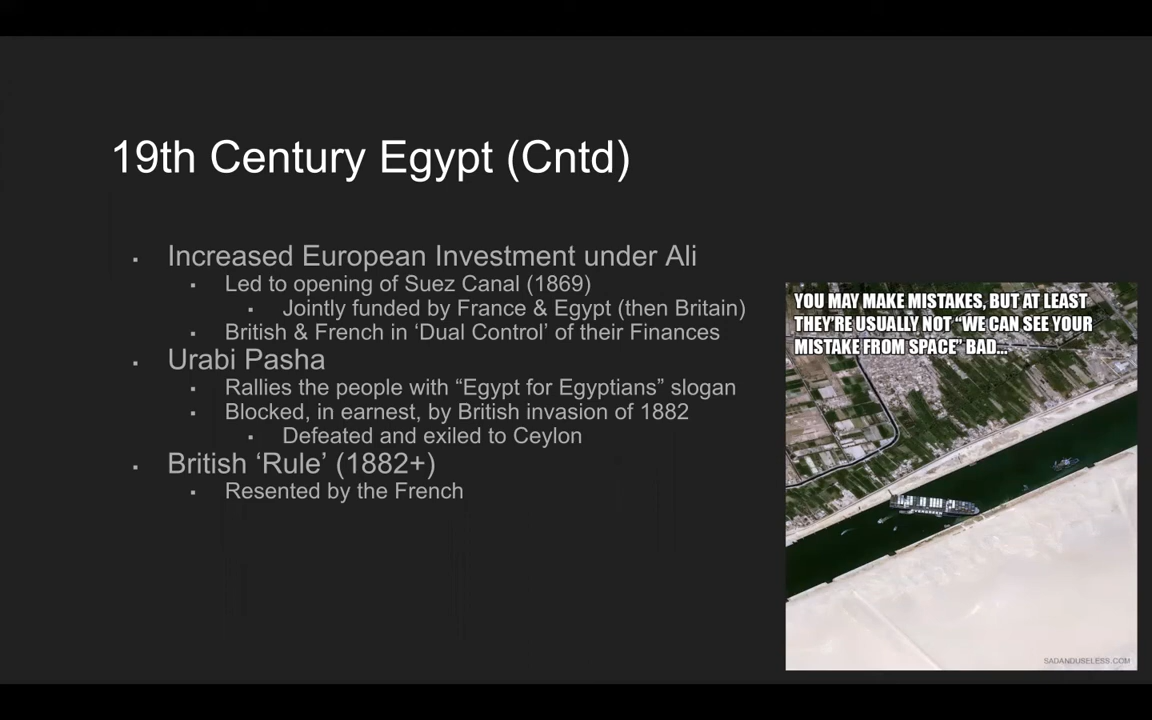 19th Century Egypt (Cntd)
▪ Increased European Investment under Ali
▪ Led to opening of Suez Canal (1869)
▪ Jointly funded by France & Egypt (then Britain)
▪ British & French in ‘Dual Control’ of their Finances
▪ Urabi Pasha
▪ Rallies the people with “Egypt for Egyptians” slogan
▪ Blocked, in earnest, by British invasion of 1882
▪ Defeated and exiled to Ceylon
▪ British ‘Rule’ (1882+)
▪ Resented by the French
YOU MAY MAKE MISTAKES, BUT AT LEAST
THEY'RE USUALLY NOT “WE CAN SEE YOUR
MISTAKE FROM SPACE” BAD...
SADANDUSELESS.COM